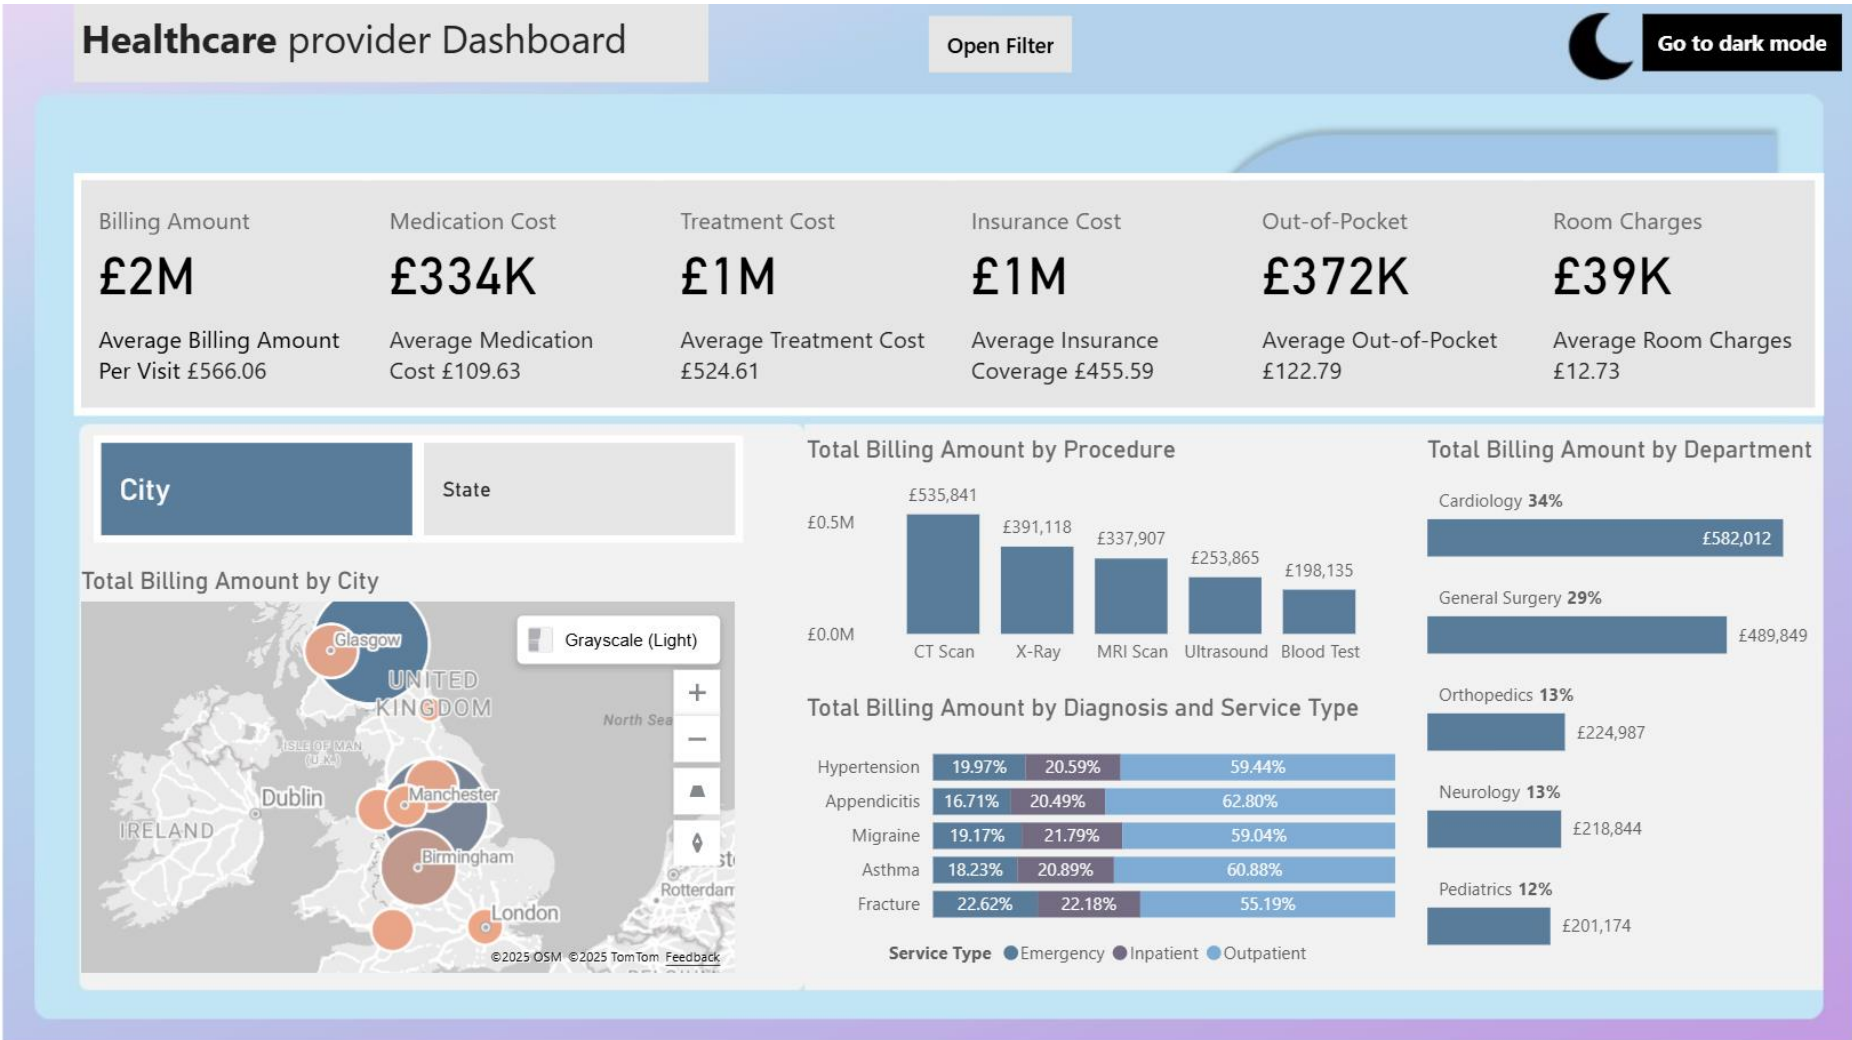 Healthcare provider Dashboard
Open Filter
Go to dark mode
Billing Amount
£2M
Average Billing Amount
Per Visit £566.06
Medication Cost
£334K
Average Medication
Cost £109.63
Treatment Cost
£1M
Average Treatment Cost
£524.61
Insurance Cost
£1M
Average Insurance
Coverage £455.59
Out-of-Pocket
£372K
Average Out-of-Pocket
£122.79
Room Charges
£39K
Average Room Charges
£12.73
City
State
Total Billing Amount by City
Grayscale (Light)
Glasgow
UNITED
KINGDOM
North Sea
ISLE OF MAN
(U.K.)
Manchester
Dublin
IRELAND
Birmingham
Rotterdam
London
©2025 OSM ©2025 TomTom Feedback
Total Billing Amount by Procedure
£0.5M
£0.0M
£535,841
£391,118
£337,907
£253,865
£198,135
CT Scan
X-Ray
MRI Scan
Ultrasound
Blood Test
Total Billing Amount by Diagnosis and Service Type
Hypertension 19.97% 20.59% 59.44%
Appendicitis 16.71% 20.49% 62.80%
Migraine 19.17% 21.79% 59.04%
Asthma 18.23% 20.89% 60.88%
Fracture 22.62% 22.18% 55.19%
Service Type Emergency Inpatient Outpatient
Total Billing Amount by Department
Cardiology 34%
£582,012
General Surgery 29%
£489,849
Orthopedics 13%
£224,987
Neurology 13%
£218,844
Pediatrics 12%
£201,174